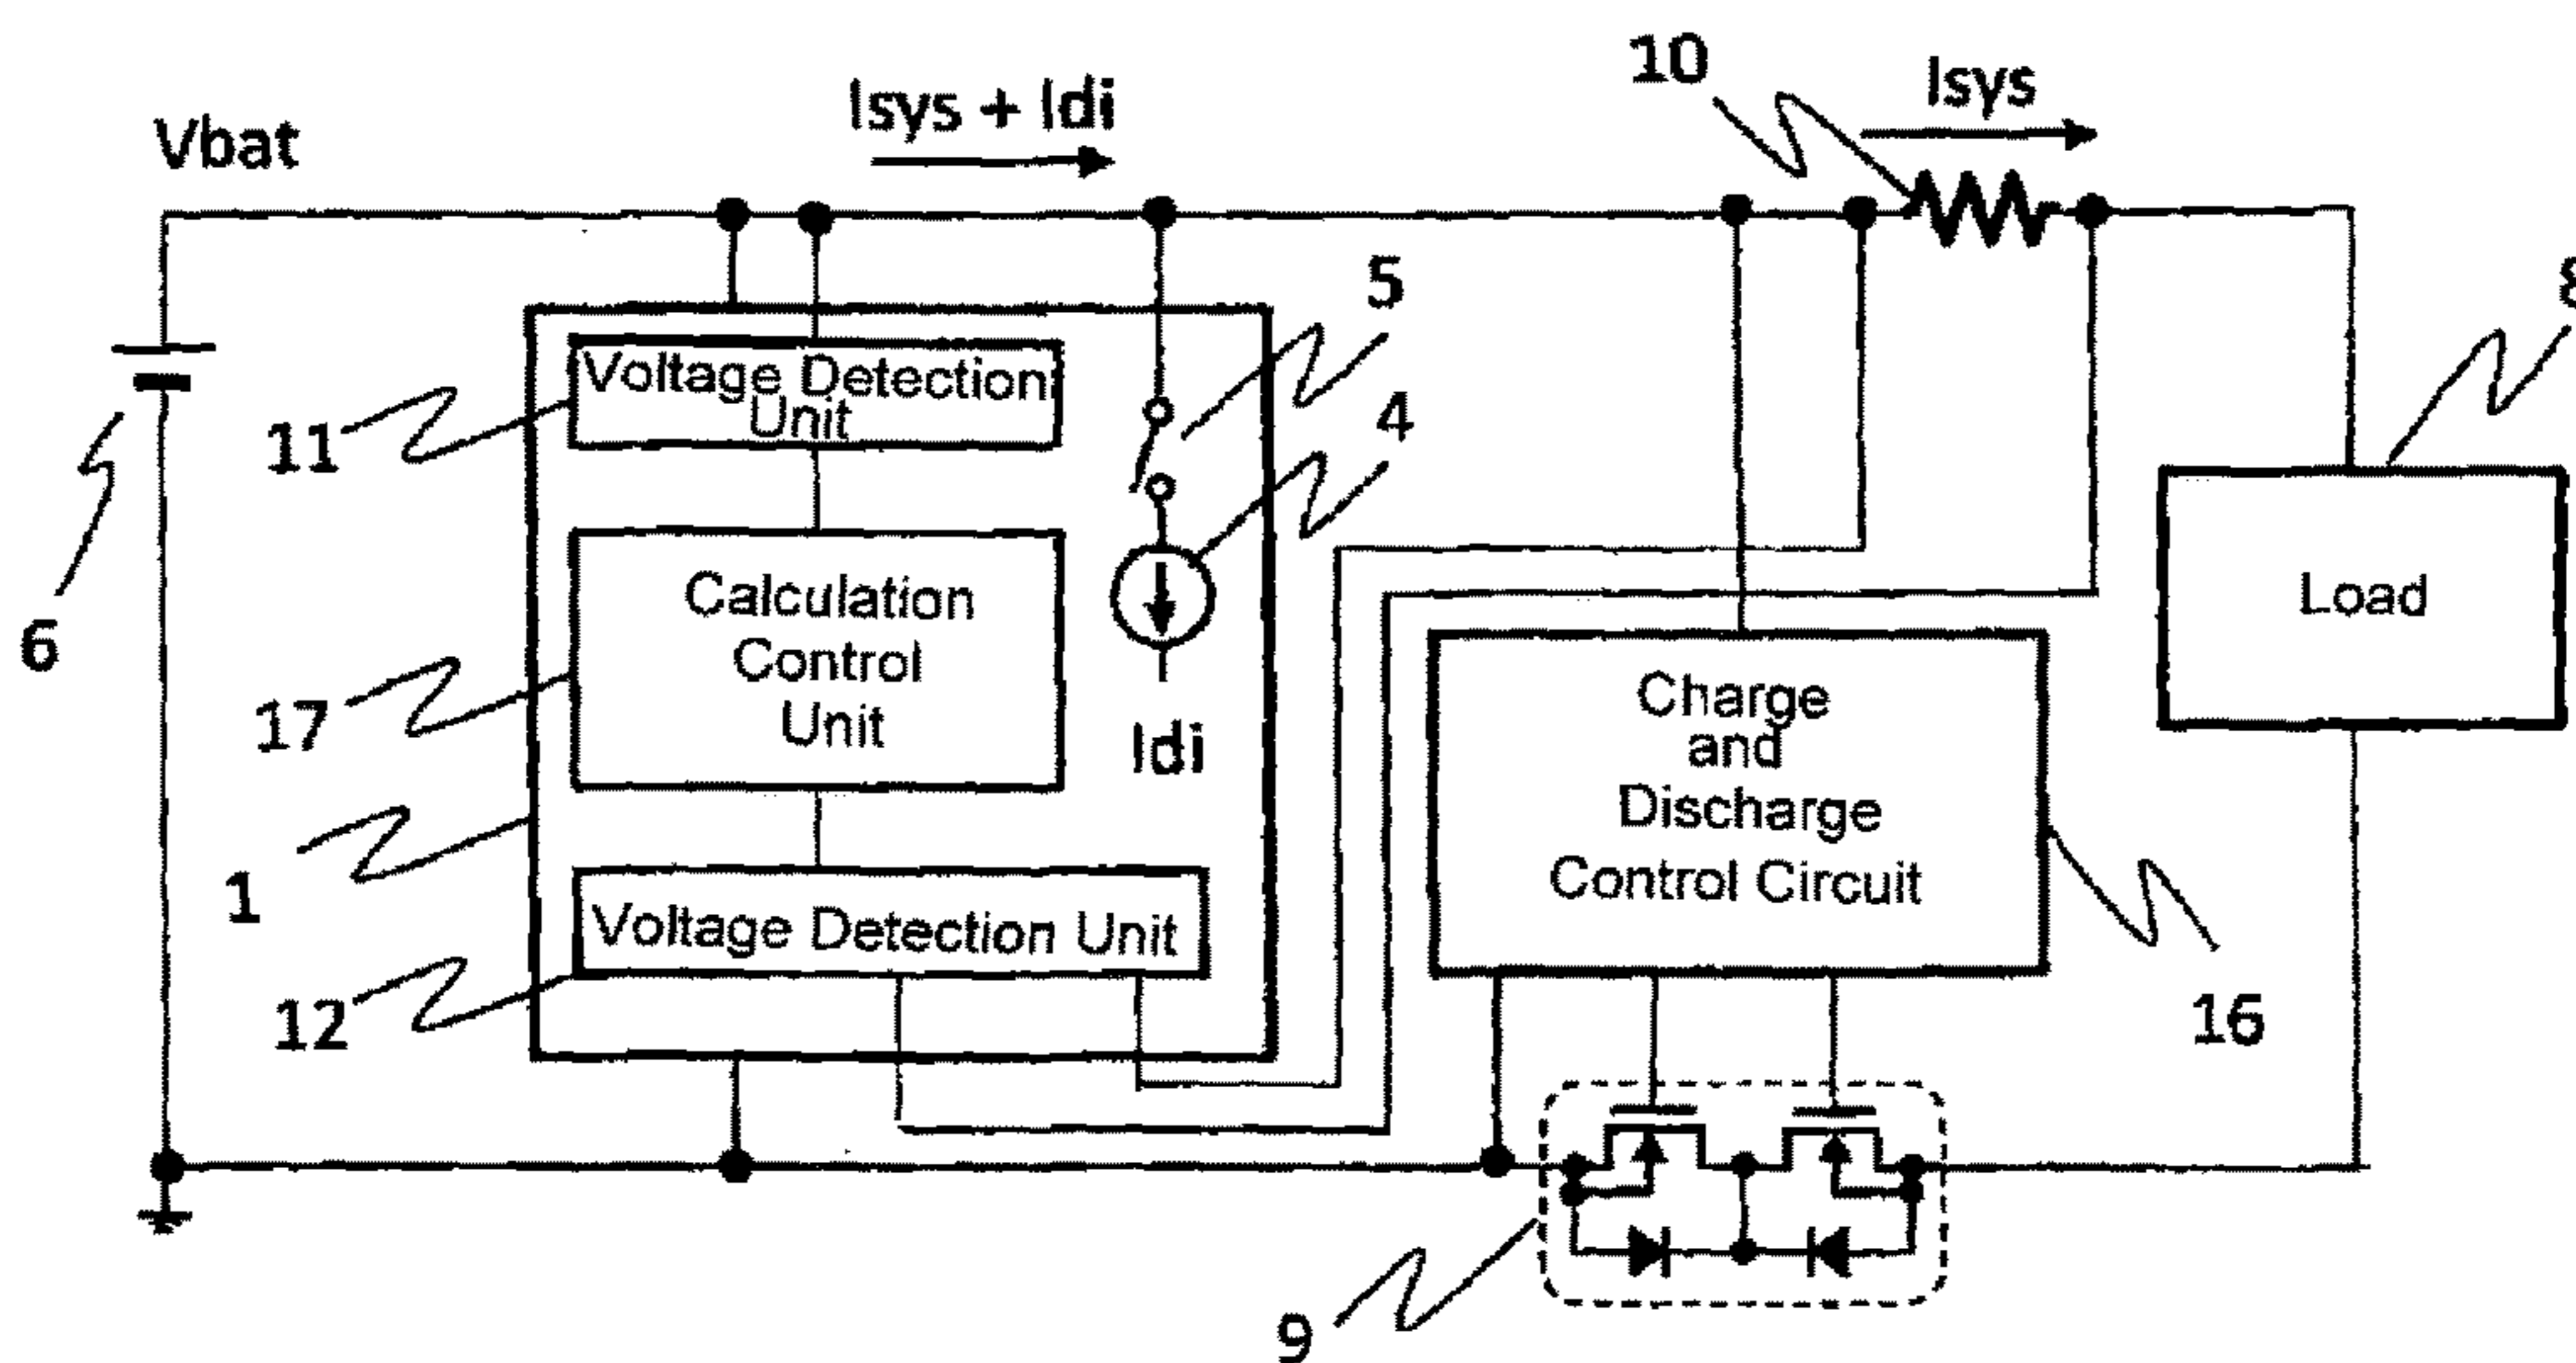 10
Isys
Isys + Idi
Vbat
5
8
4
Voltage Detection
Unit
11
Calculation
Control
Unit
Load
6
17
Idi
Charge
and
Discharge
Control Circuit
1
Voltage Detection Unit
12
16
9